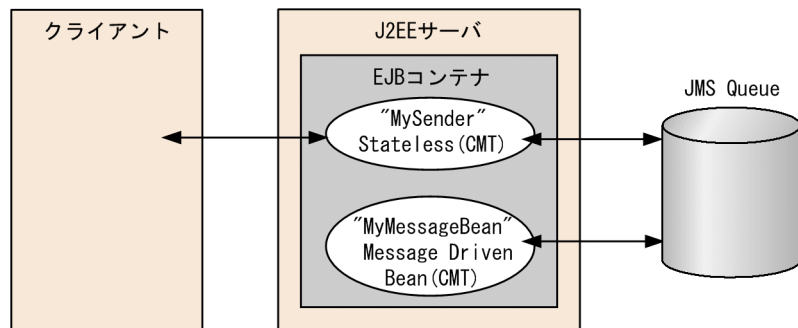 クライアント
J2EEサーバ
EJBコンテナ
"MySender"
Stateless(CMT)
"MyMessageBean"
Message Driven
Bean(CMT)
JMS Queue